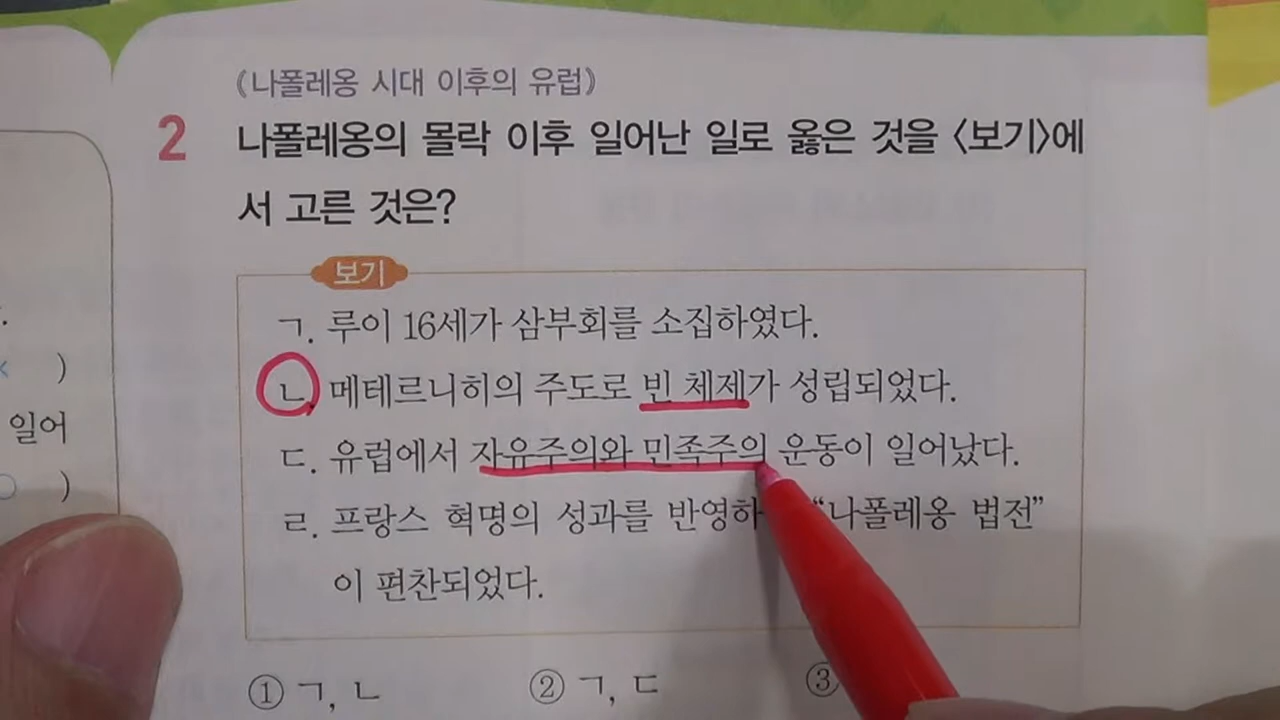 《나폴레옹 시대 이후의 유럽》
2 나폴레옹의 몰락 이후 일어난 일로 옳은 것을 〈보기〉에
서 고른 것은?
보기
ㄱ. 루이 16세가 삼부회를 소집하였다.
ㄴ. 메테르니히의 주도로 빈 체제가 성립되었다.
ㄷ. 유럽에서 자유주의와 민족주의 운동이 일어났다.
ㄹ. 프랑스 혁명의 성과를 반영하 “나폴레옹 법전”
이 편찬되었다.
① ㄱ, ㄴ ② ㄱ, ㄷ ③
)
일어
)